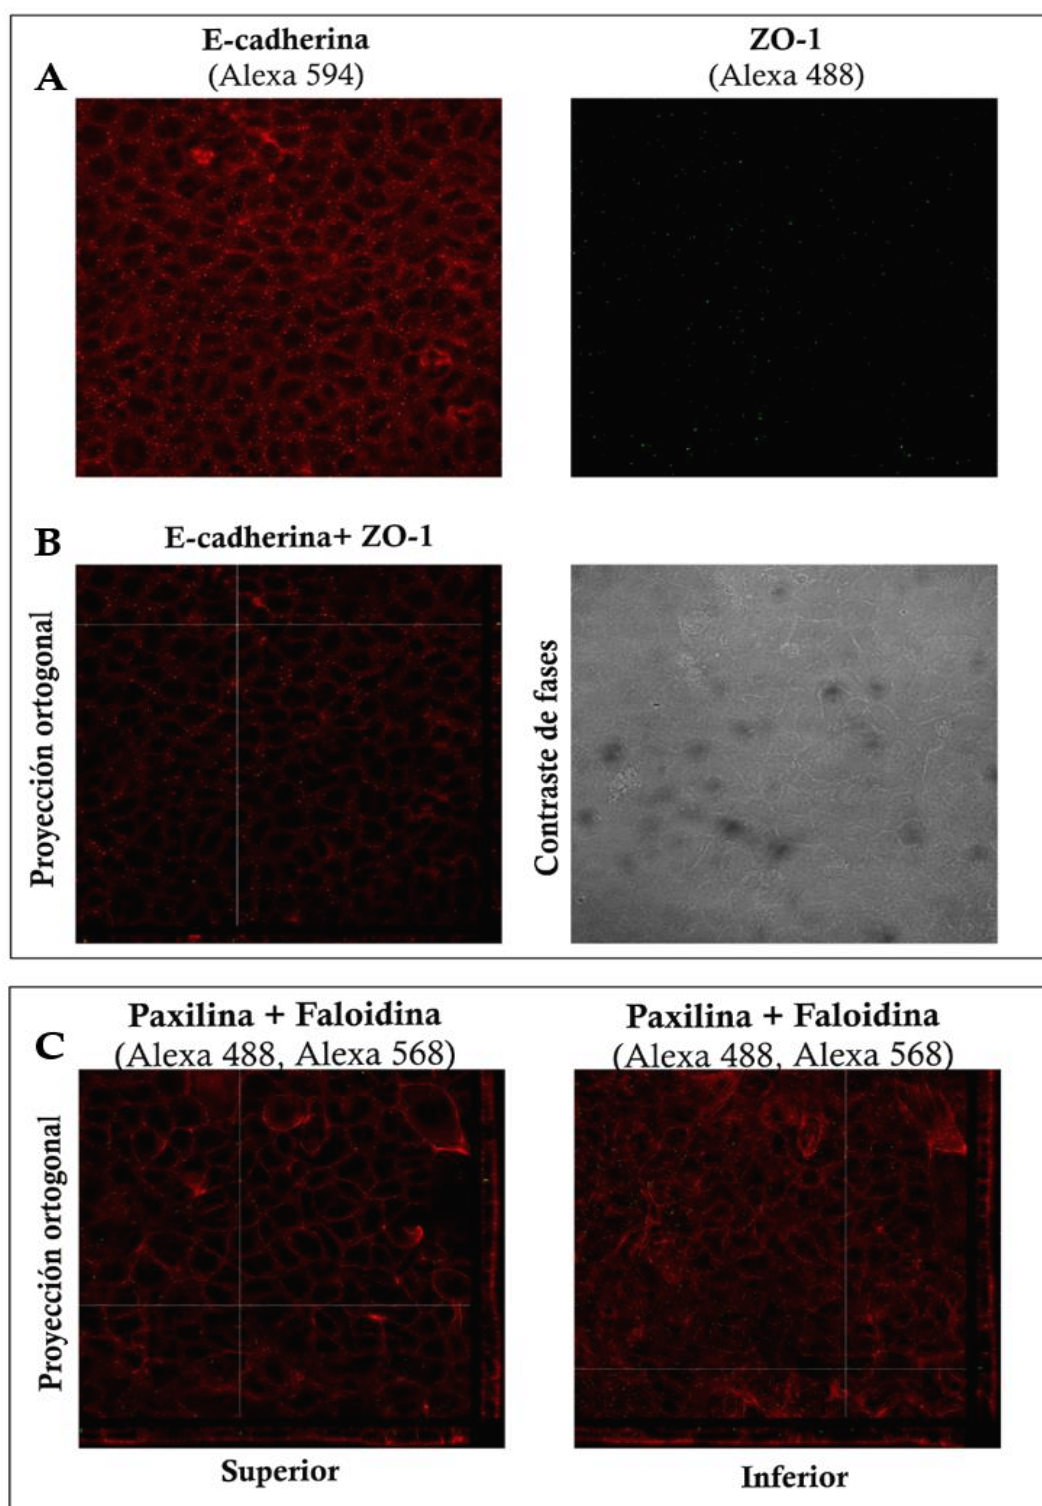 A
E-cadherina
(Alexa 594)
ZO-1
(Alexa 488)
B
E-cadherina+ ZO-1
Proyección ortogonal
Contraste de fases
C
Paxilina + Faloidina
(Alexa 488, Alexa 568)
Paxilina + Faloidina
(Alexa 488, Alexa 568)
Proyección ortogonal
Superior
Inferior